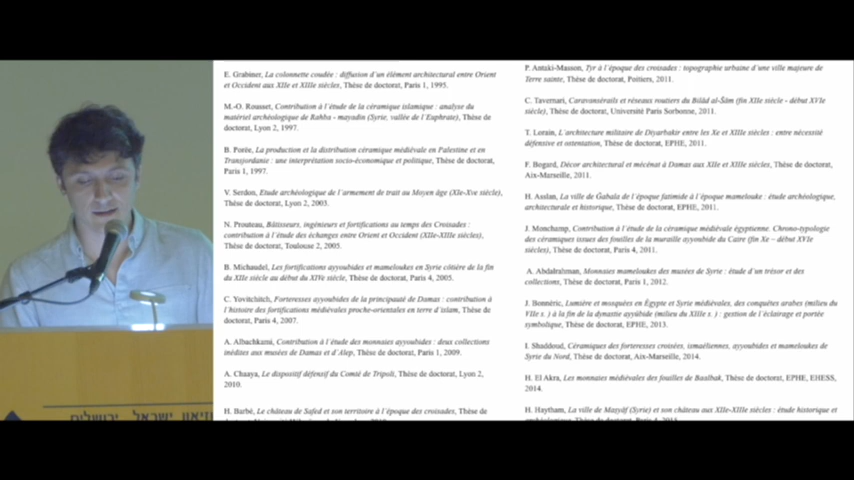 E. Grabiner, La colonnette coudée : diffusion d'un élément architectural entre Orient
et Occident aux XIIe et XIIIe siècles, Thèse de doctorat, Paris 1, 1995.
M.-O. Rousset, Contribution à l'étude de la céramique islamique : analyse du
matériel archéologique de Rahba - mayadin (Syrie, vallée de l'Euphrate), Thèse de
doctorat, Lyon 2, 1997.
B. Porëe, La production et la distribution céramique médiévale en Palestine et en
Transjordanie : une interprétation socio-économique et politique, Thèse de doctorat,
Paris 1, 1997.
V. Serdon, Etude archéologique de l'armement de trait au Moyen âge (XIe-Xve siècle),
Thèse de doctorat, Lyon 2, 2003.
N. Prouteau, Bâtisseurs, ingénieurs et fortifications au temps des Croisades :
contribution à l'étude des échanges entre Orient et Occident (XIIe-XIIIe siècles),
Thèse de doctorat, Toulouse 2, 2005.
B. Michaudel, Les fortifications ayyoubides et mameloukes en Syrie côtière de la fin
du XIIe siècle au début du XIVe siècle, Thèse de doctorat, Paris 4, 2005.
C. Yovitchitch, Forteresses ayyoubides de la principauté de Damas : contribution à
l'histoire des fortifications médiévales proche-orientales en terre d'islam, Thèse de
doctorat, Paris 4, 2007.
A. Contribution à l'étude des monnaies ayyoubides : deux collections
inédites aux musées de Damas et d'Alep, Thèse de doctorat, Paris 1, 2009.
A. Chaaya, Le dispositif défensif du Comté de Tripoli, Thèse de doctorat, Lyon 2,
2010.
H. Barbé, Le château de Safed et son territoire à l'époque des croisades, Thèse de
P. Antaki-Masson, Tyr à l'époque des croisades : topographie urbaine d'une ville majeure de
Terre sainte, Thèse de doctorat, Poitiers, 2011.
C. Tavernari, Caravansérails et réseaux routiers du Bilād al-Šām (fin XIIe siècle - début XVIe
siècle), Thèse de doctorat, Université Paris Sorbonne, 2011.
T. Lorain, L'architecture militaire de Diyarbakır entre les Xe et XIIIe siècles : entre nécessité
défensive et ostentation, Thèse de doctorat, EPHE, 2011.
F. Bogard, Décor architectural et mécénat à Damas aux XIIe et XIIIe siècles, Thèse de doctorat,
Aix-Marseille, 2011.
H. Asslan, La ville de Ğabala de l'époque fatimide à l'époque mamelouke : étude archéologique,
architecturale et historique, Thèse de doctorat, EPHE, 2011.
J. Monchamp, Contribution à l'étude de la céramique médiévale égyptienne. Chrono-typologie
des céramiques issues des fouilles de la muraille ayyoubide du Caire (fin Xe – début XVIe
siècle), Thèse de doctorat, Paris 4, 2011.
A. Abdalrahman, Monnaies mameloukes des musées de Syrie : étude d'un trésor et des
collections, Thèse de doctorat, Paris 1, 2012.
J. Bonnéric, Lumière et mosquées en Égypte et Syrie médiévales, des conquêtes arabes (milieu du
VIIe s. ) à la fin de la dynastie ayyūbide (milieu du XIIIe s. ) : gestion de l'éclairage et portée
symbolique, Thèse de doctorat, EPHE, 2013.
I. Shaddoud, Céramiques des forteresses croisées, ismaéliennes, ayyoubides et mameloukes de
Syrie du Nord, Thèse de doctorat, Aix-Marseille, 2014.
H. El Akra, Les monnaies médiévales des fouilles de Baalbak, Thèse de doctorat, EPHE, EHESS,
2014.
H. Haytham, La ville de Maṣyāf (Syrie) et son château aux XIIe-XIIIe siècles : étude historique et
מוזיאון ישראל, ירושלים